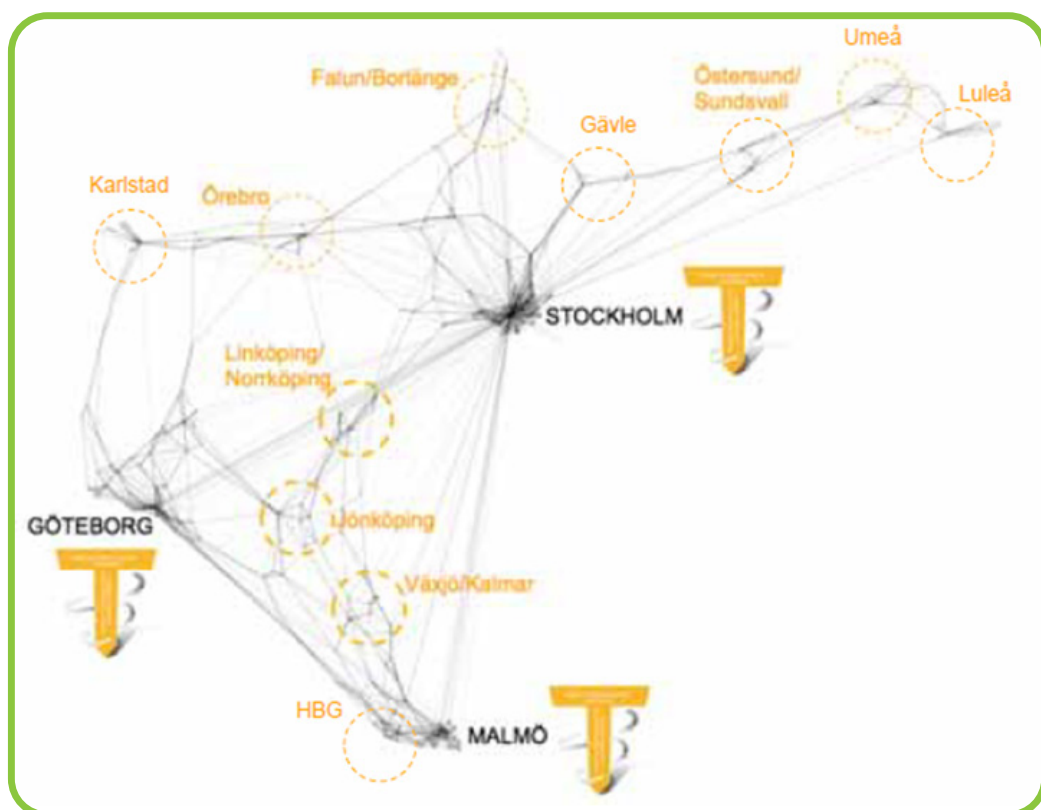 Umeå
Falun/Borlänge
Östersund/
Sundsvall
Luleå
Gävle
Karlstad
Örebro
STOCKHOLM
Linköping/
Norrköping
GÖTEBORG
Jönköping
Växjö/Kalmar
HBG
MALMÖ